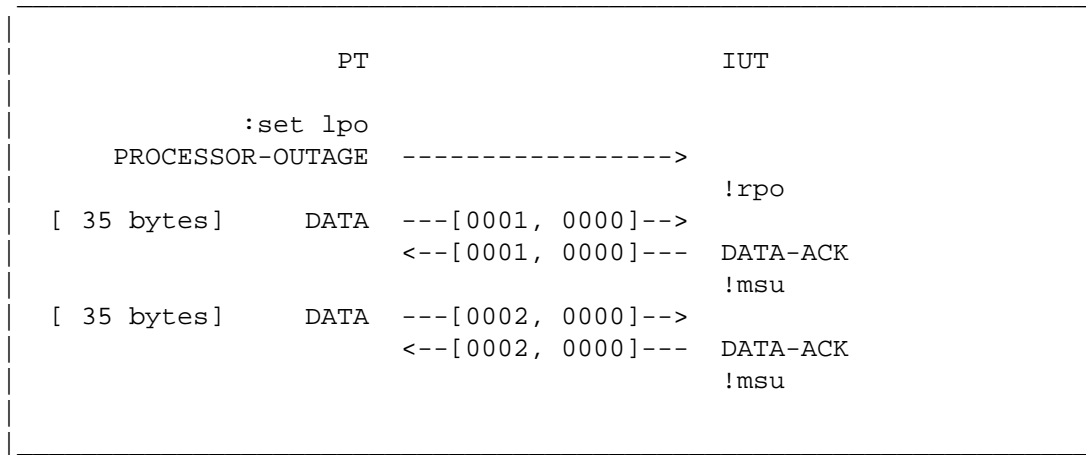 PT IUT
:set lpo
PROCESSOR-OUTAGE ----------------->
!rpo
[ 35 bytes] DATA ---[0001, 0000]-->
<--[0001, 0000]--- DATA-ACK
!msu
[ 35 bytes] DATA ---[0002, 0000]-->
<--[0002, 0000]--- DATA-ACK
!msu